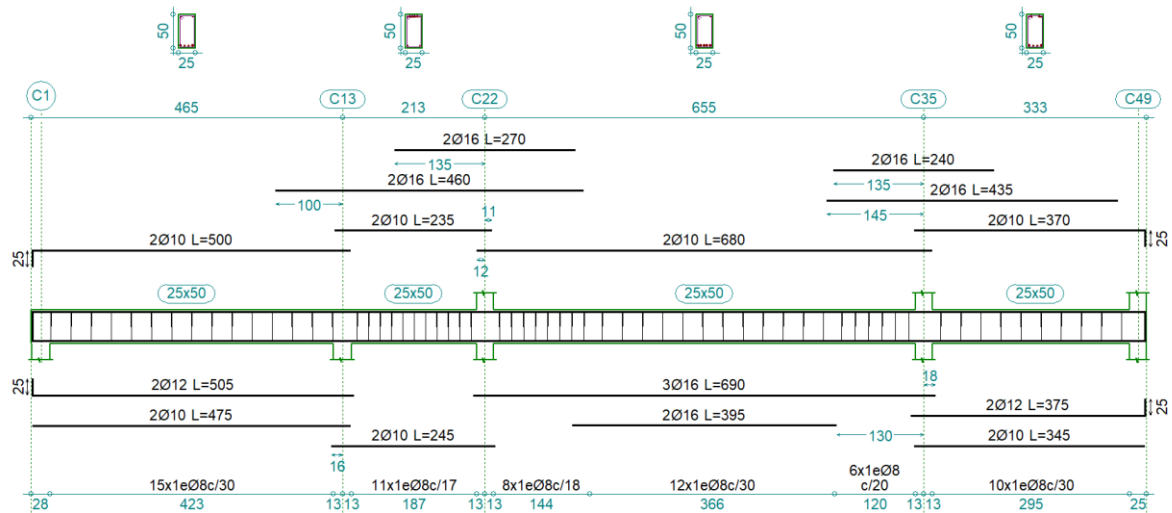 50 50 50 50
25 25 25 25
C1 C13 C22 C35 C49
465 213 655 333
2Ø16 L=270
135 2Ø16 L=240
2Ø16 L=460 135
100 11 2Ø16 L=435
145
2Ø10 L=235 2Ø10 L=370
25
2Ø10 L=500 2Ø10 L=680
25
12
25x50 25x50 25x50 25x50
25 2Ø12 L=505 3Ø16 L=690 18
2Ø12 L=375 25
2Ø10 L=475 2Ø16 L=395
130
2Ø10 L=245 2Ø10 L=345
16
6x1eØ8
15x1eØ8c/30 11x1eØ8c/17 8x1eØ8c/18 12x1eØ8c/30 c/20 10x1eØ8c/30
28 423 13 13 187 13 13 144 366 120 13 13 295 25